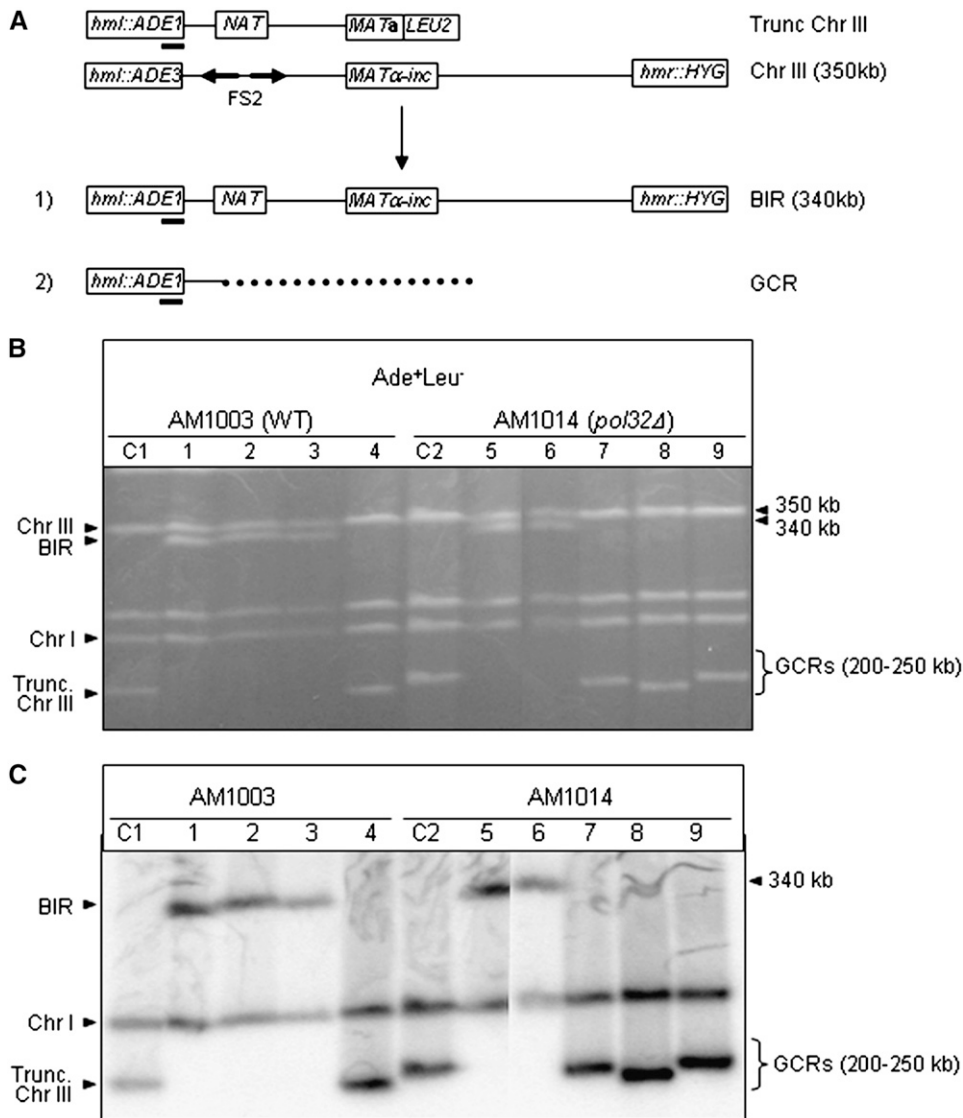 A
hml::ADE1 NAT MATa LEU2 Trunc Chr III
hml::ADE3 MATα-inc hmr::HYG Chr III (350kb)
FS2
1) hml::ADE1 NAT MATα-inc hmr::HYG BIR (340kb)
2) hml::ADE1 GCR
B
Ade+Leu-
AM1003 (WT) AM1014 (pol32Δ)
C1 1 2 3 4 C2 5 6 7 8 9
Chr III
BIR
350 kb
340 kb
Chr I
Trunc.
Chr III
GCRs (200-250 kb)
C
AM1003 AM1014
C1 1 2 3 4 C2 5 6 7 8 9
BIR
340 kb
Chr I
Trunc.
Chr III
GCRs (200-250 kb)